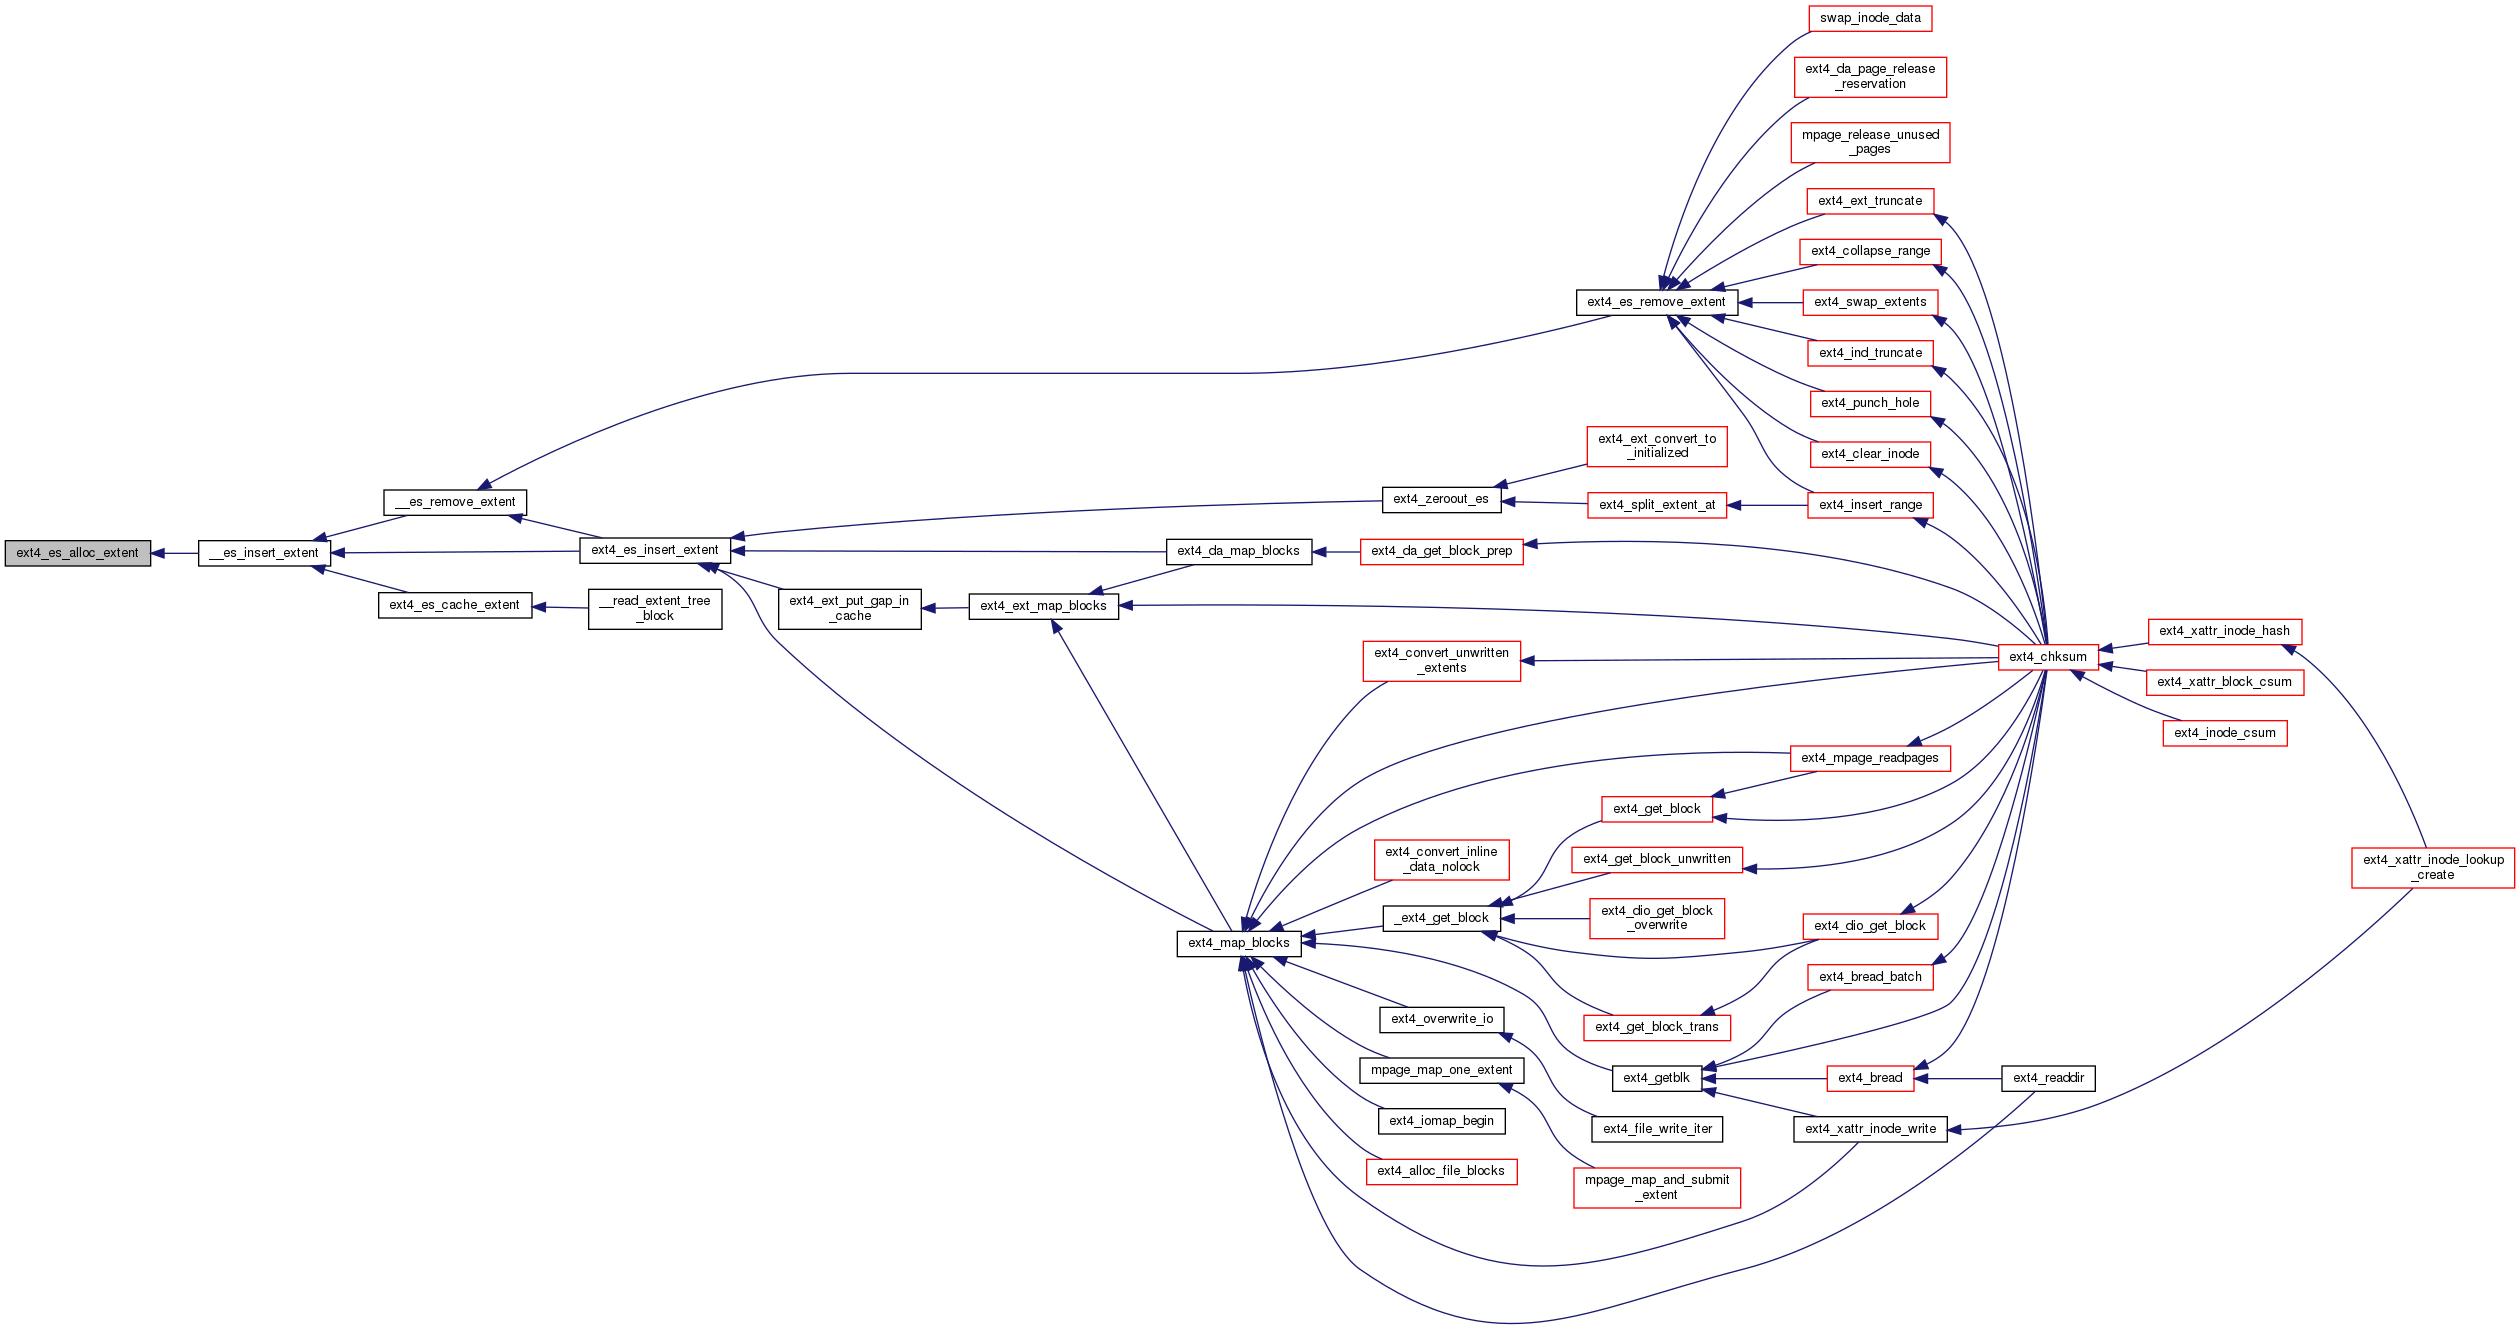 swap_inode_data
ext4_da_page_release
_reservation
mpage_release_unused
_pages
ext4_ext_truncate
ext4_collapse_range
ext4_es_remove_extent
ext4_swap_extents
ext4_ind_truncate
ext4_punch_hole
ext4_ext_convert_to
_initialized
ext4_clear_inode
__es_remove_extent
ext4_zeroout_es
ext4_split_extent_at
ext4_insert_range
ext4_es_alloc_extent
__es_insert_extent
ext4_es_insert_extent
ext4_da_map_blocks
ext4_da_get_block_prep
ext4_es_cache_extent
__read_extent_tree
_block
ext4_ext_put_gap_in
_cache
ext4_ext_map_blocks
ext4_convert_unwritten
_extents
ext4_chksum
ext4_xattr_inode_hash
ext4_xattr_block_csum
ext4_inode_csum
ext4_mpage_readpages
ext4_get_block
ext4_convert_inline
_data_nolock
ext4_get_block_unwritten
ext4_xattr_inode_lookup
_create
_ext4_get_block
ext4_dio_get_block
_overwrite
ext4_dio_get_block
ext4_map_blocks
ext4_bread_batch
ext4_overwrite_io
ext4_get_block_trans
mpage_map_one_extent
ext4_getblk
ext4_bread
ext4_readdir
ext4_iomap_begin
ext4_file_write_iter
ext4_xattr_inode_write
ext4_alloc_file_blocks
mpage_map_and_submit
_extent